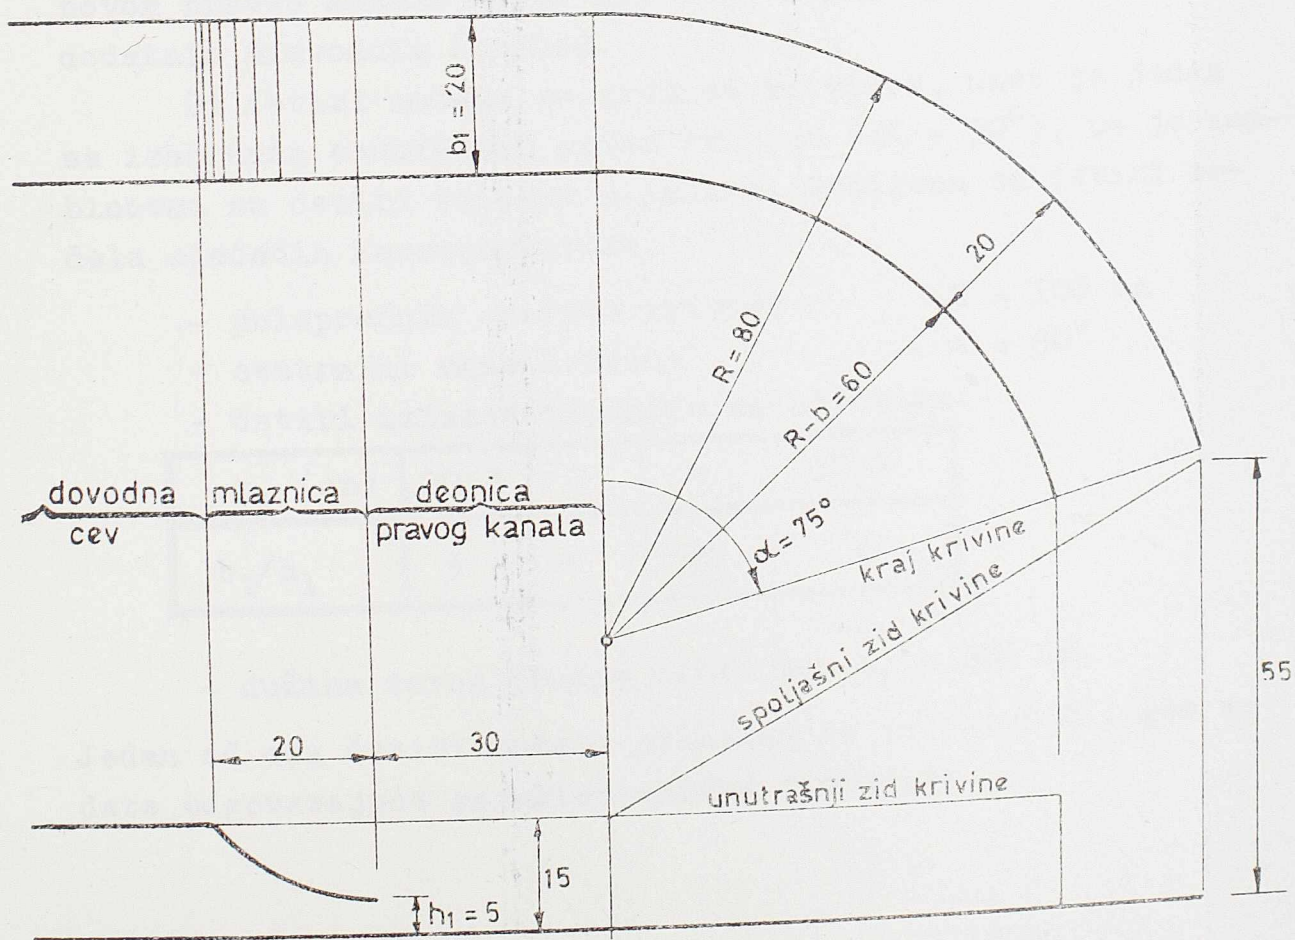 b₁ = 20
R = 80
20
R-b = 60
α = 75°
dovodna cev
mlaznica
deonica pravog kanala
kraj krivine
spoljašni zid krivine
55
20
30
unutrašnji zid krivine
15
h₁ = 5